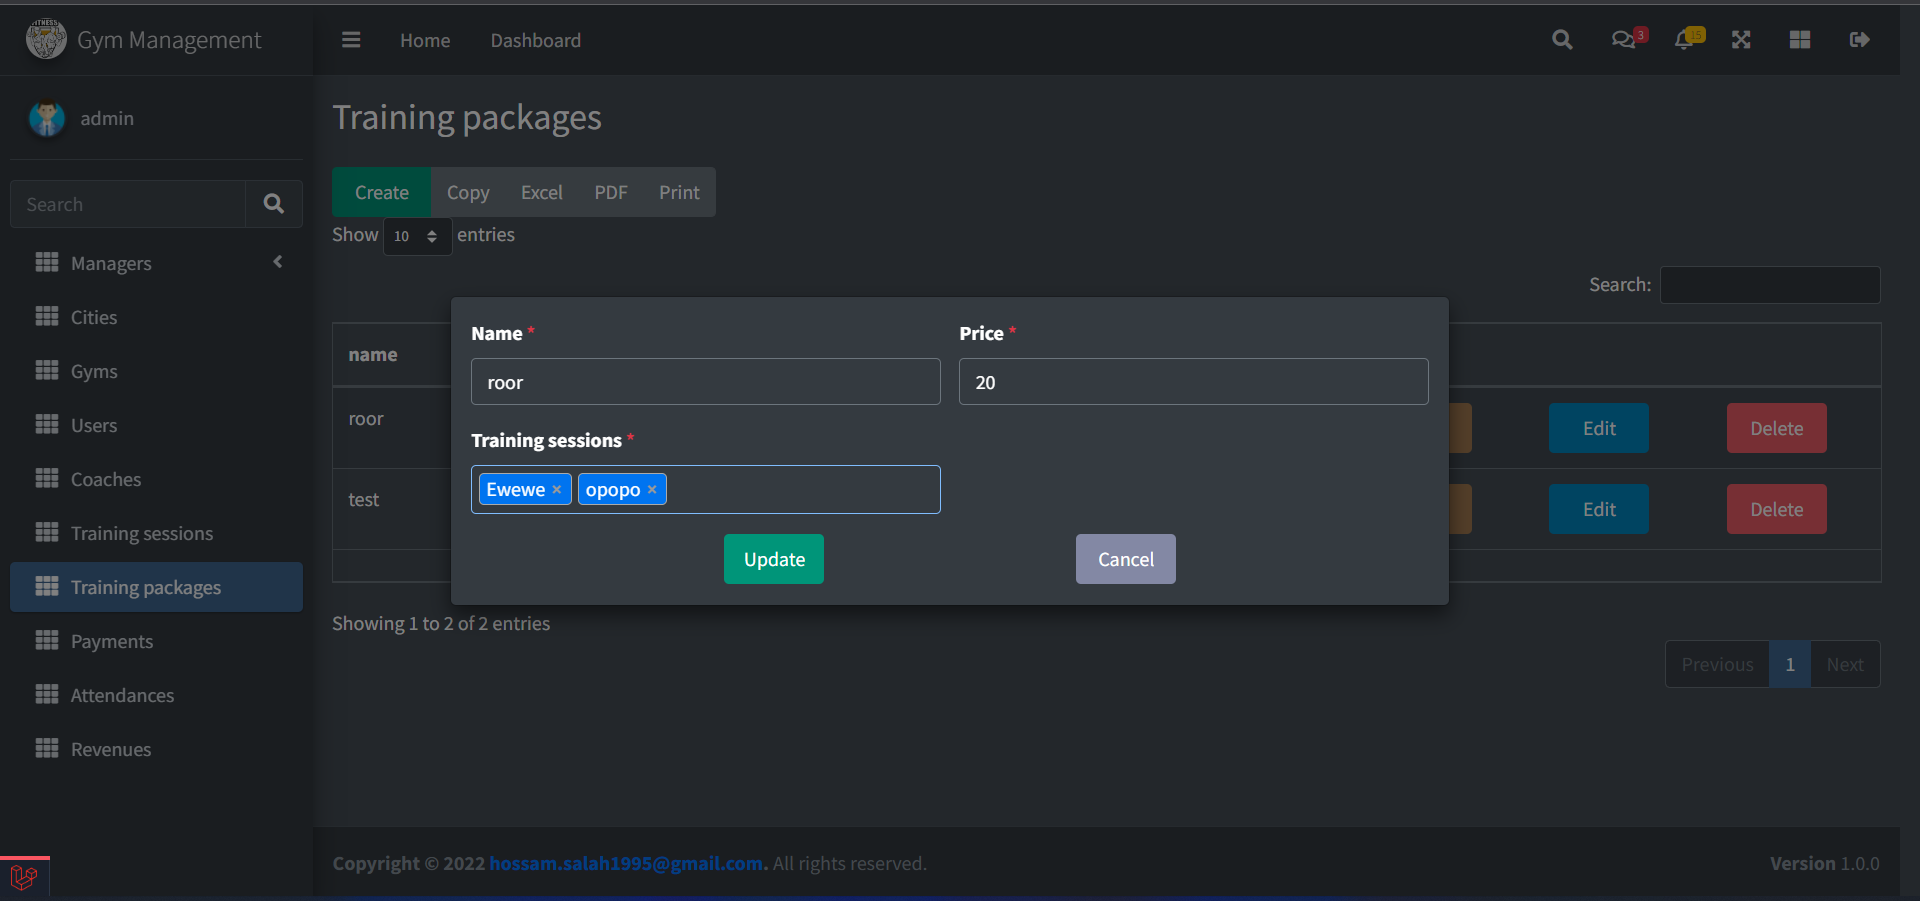 Gym Management
Home
Dashboard
3
15
admin
Search
Managers
Cities
Gyms
Users
Coaches
Training sessions
Training packages
Payments
Attendances
Revenues
Training packages
Create Copy Excel PDF Print
Show 10 entries
Search:
name
roor
Edit Delete
test
Edit Delete
Name * Price *
roor 20
Training sessions *
Ewewe × opopo ×
Update Cancel
Showing 1 to 2 of 2 entries
Previous 1 Next
Copyright © 2022 hossam.salah1995@gmail.com. All rights reserved.
Version 1.0.0